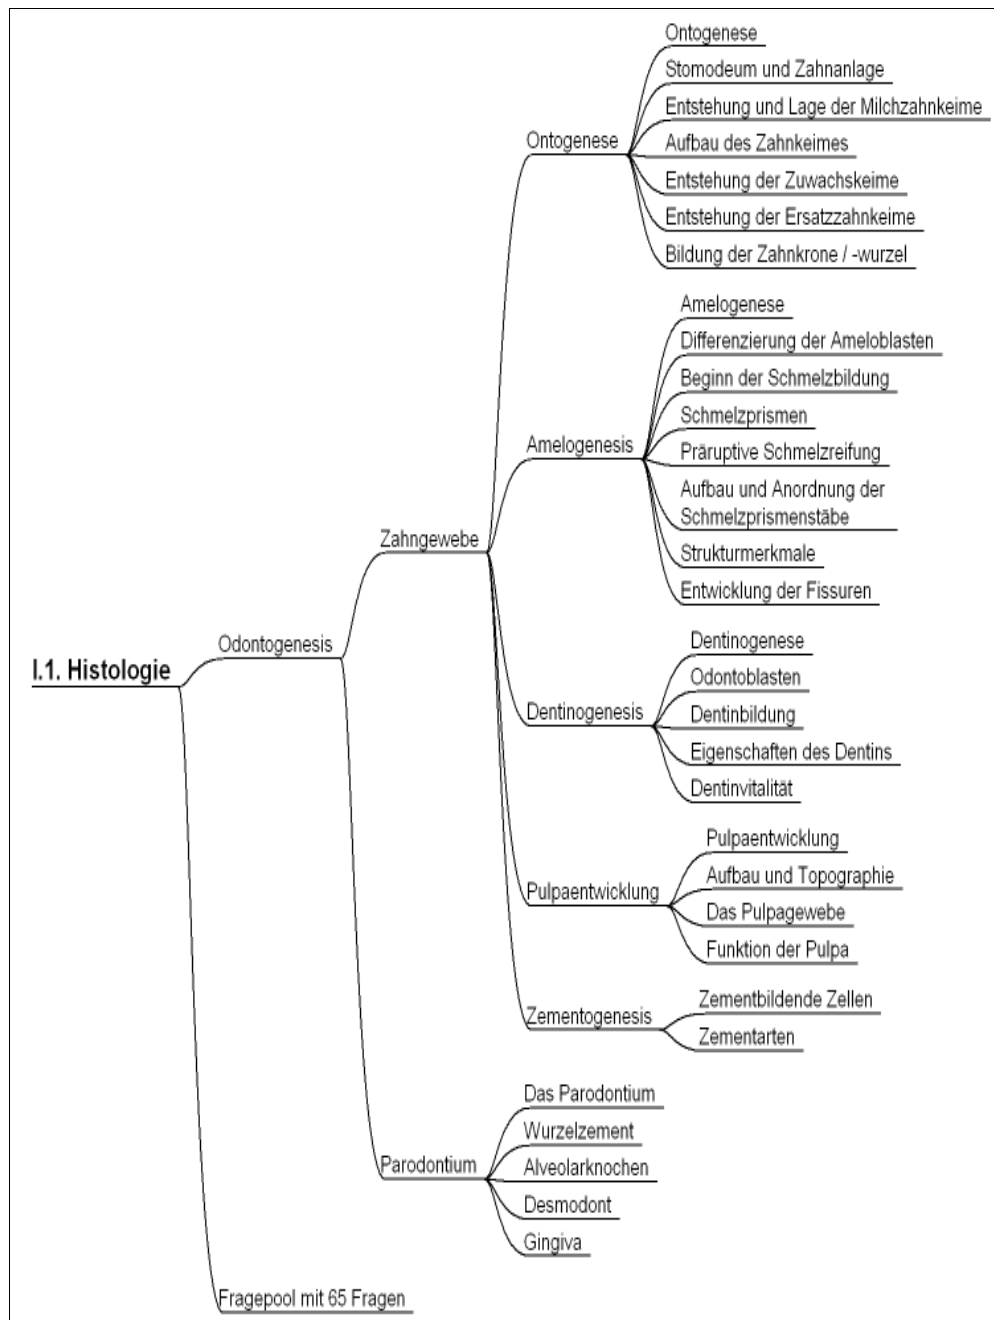 I.1. Histologie
Odontogenesis
Zahngewebe
Ontogenese
Ontogenese
Stomodeum und Zahnanlage
Entstehung und Lage der Milchzahnkeime
Aufbau des Zahnkeimes
Entstehung der Zuwachskeime
Entstehung der Ersatzzahnkeime
Bildung der Zahnkrone / -wurzel
Amelogenesis
Amelogenese
Differenzierung der Ameloblasten
Beginn der Schmelzbildung
Schmelzprismen
Präruptive Schmelzreifung
Aufbau und Anordnung der
Schmelzprismenstäbe
Strukturmerkmale
Entwicklung der Fissuren
Dentinogenesis
Dentinogenese
Odontoblasten
Dentinbildung
Eigenschaften des Dentins
Dentinvitalität
Pulpaentwicklung
Pulpaentwicklung
Aufbau und Topographie
Das Pulpagewebe
Funktion der Pulpa
Zementogenesis
Zementbildende Zellen
Zementarten
Parodontium
Das Parodontium
Wurzelzement
Alveolarknochen
Desmodont
Gingiva
Fragepool mit 65 Fragen